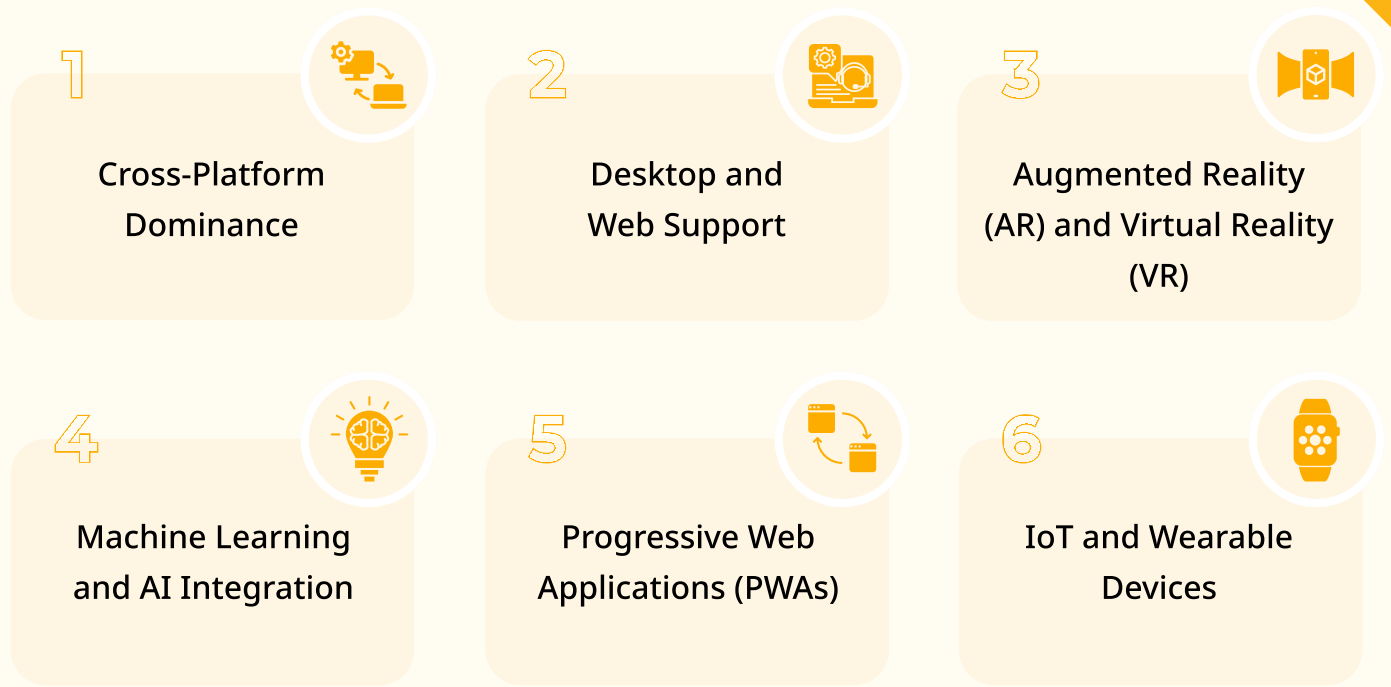 1
Cross-Platform
Dominance
2
Desktop and
Web Support
3
Augmented Reality
(AR) and Virtual Reality
(VR)
4
Machine Learning
and AI Integration
5
Progressive Web
Applications (PWAs)
6
IoT and Wearable
Devices